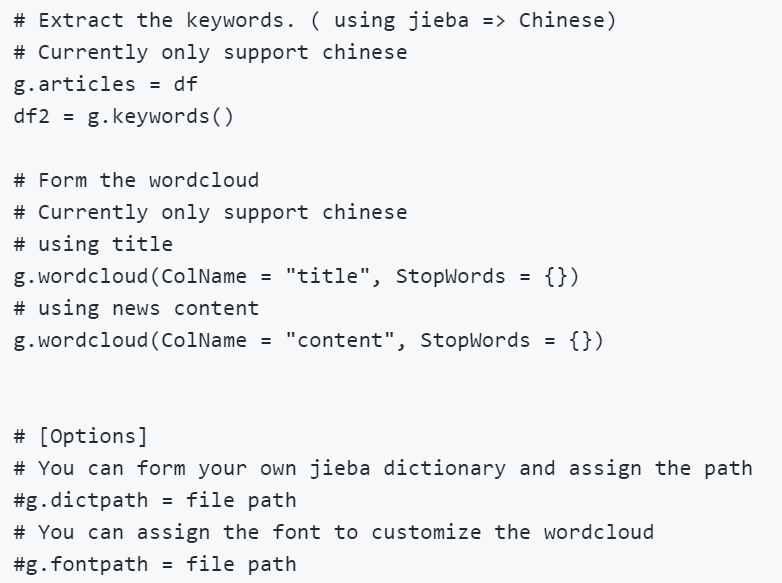 # Extract the keywords. ( using jieba => Chinese)
# Currently only support chinese
g.articles = df
df2 = g.keywords()
# Form the wordcloud
# Currently only support chinese
# using title
g.wordcloud(ColName = "title", StopWords = {})
# using news content
g.wordcloud(ColName = "content", StopWords = {})
# [Options]
# You can form your own jieba dictionary and assign the path
#g.dictpath = file path
# You can assign the font to customize the wordcloud
#g.fontpath = file path